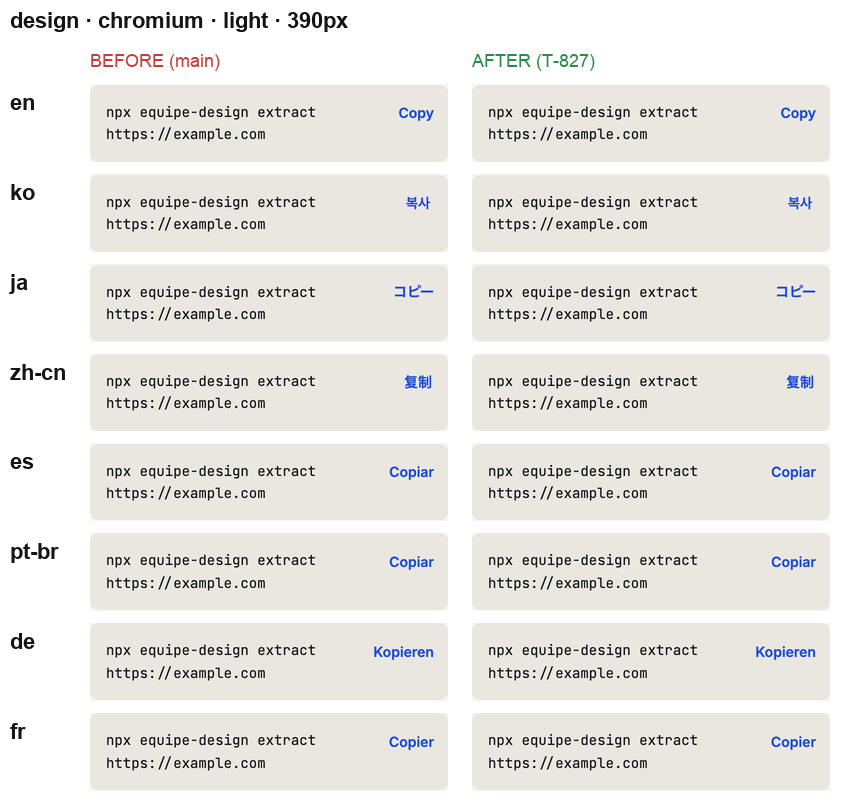 design · chromium · light · 390px
BEFORE (main) AFTER (T-827)
en
npx equipe-design extract Copy npx equipe-design extract Copy
https://example.com https://example.com
ko
npx equipe-design extract 복사 npx equipe-design extract 복사
https://example.com https://example.com
ja
npx equipe-design extract コピー npx equipe-design extract コピー
https://example.com https://example.com
zh-cn
npx equipe-design extract 复制 npx equipe-design extract 复制
https://example.com https://example.com
es
npx equipe-design extract Copiar npx equipe-design extract Copiar
https://example.com https://example.com
pt-br
npx equipe-design extract Copiar npx equipe-design extract Copiar
https://example.com https://example.com
de
npx equipe-design extract Kopieren npx equipe-design extract Kopieren
https://example.com https://example.com
fr
npx equipe-design extract Copier npx equipe-design extract Copier
https://example.com https://example.com